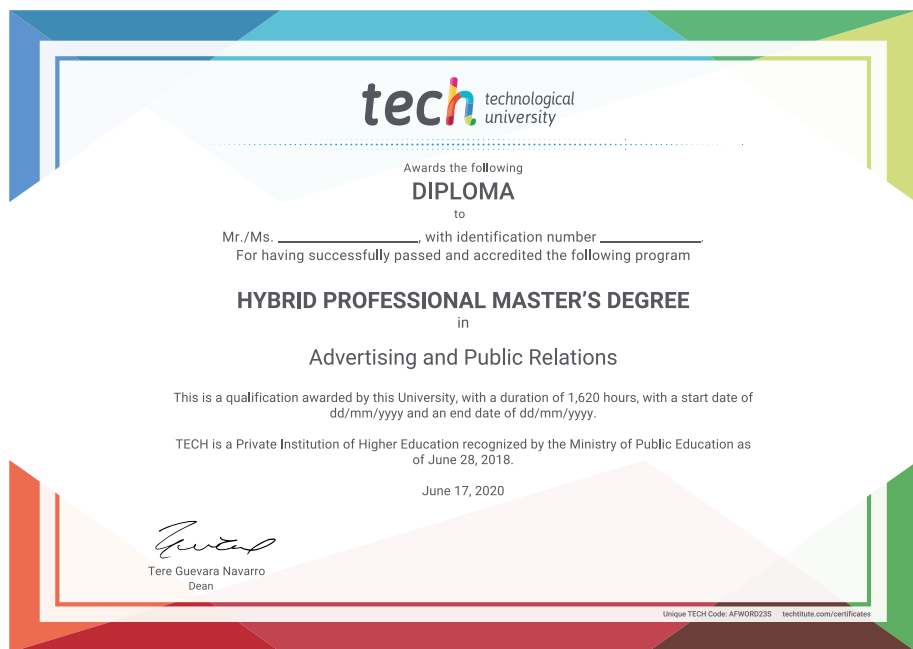 tech technological
university
Awards the following
DIPLOMA
to
Mr./Ms. ____________________, with identification number ______________.
For having successfully passed and accredited the following program
HYBRID PROFESSIONAL MASTER'S DEGREE
in
Advertising and Public Relations
This is a qualification awarded by this University, with a duration of 1,620 hours, with a start date of
dd/mm/yyyy and an end date of dd/mm/yyyy.
TECH is a Private Institution of Higher Education recognized by the Ministry of Public Education as
of June 28, 2018.
June 17, 2020
Tere Guevara Navarro
Dean
Unique TECH Code: AFWORD23S techtitute.com/certificates